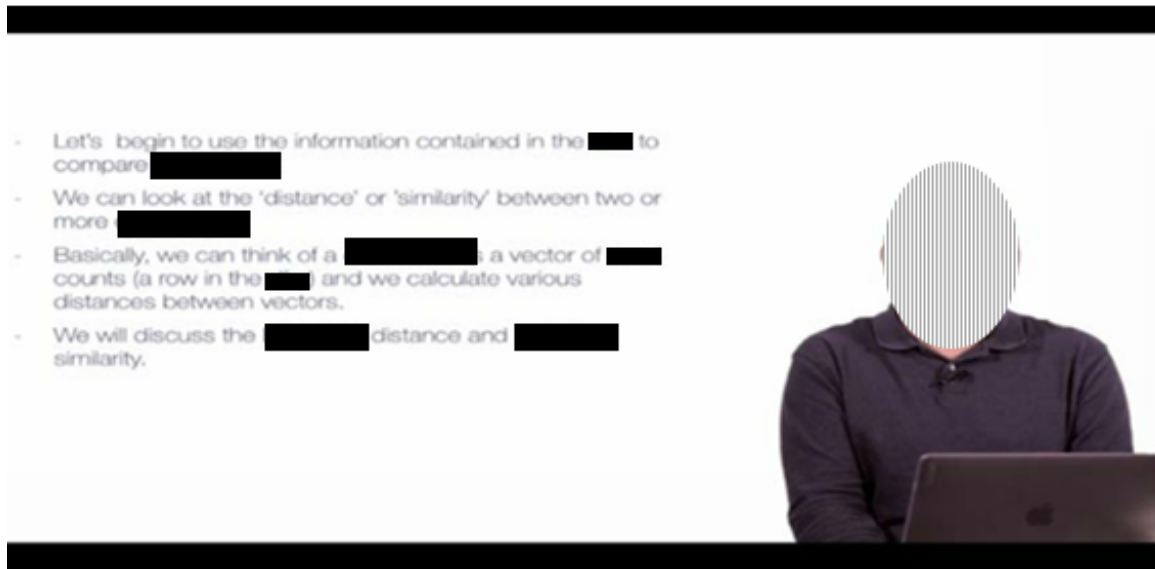 - Let's begin to use the information contained in the to
compare
- We can look at the 'distance' or 'similarity' between two or
more
- Basically, we can think of a a vector of
counts (a row in the ) and we calculate various
distances between vectors.
- We will discuss the distance and
similarity.